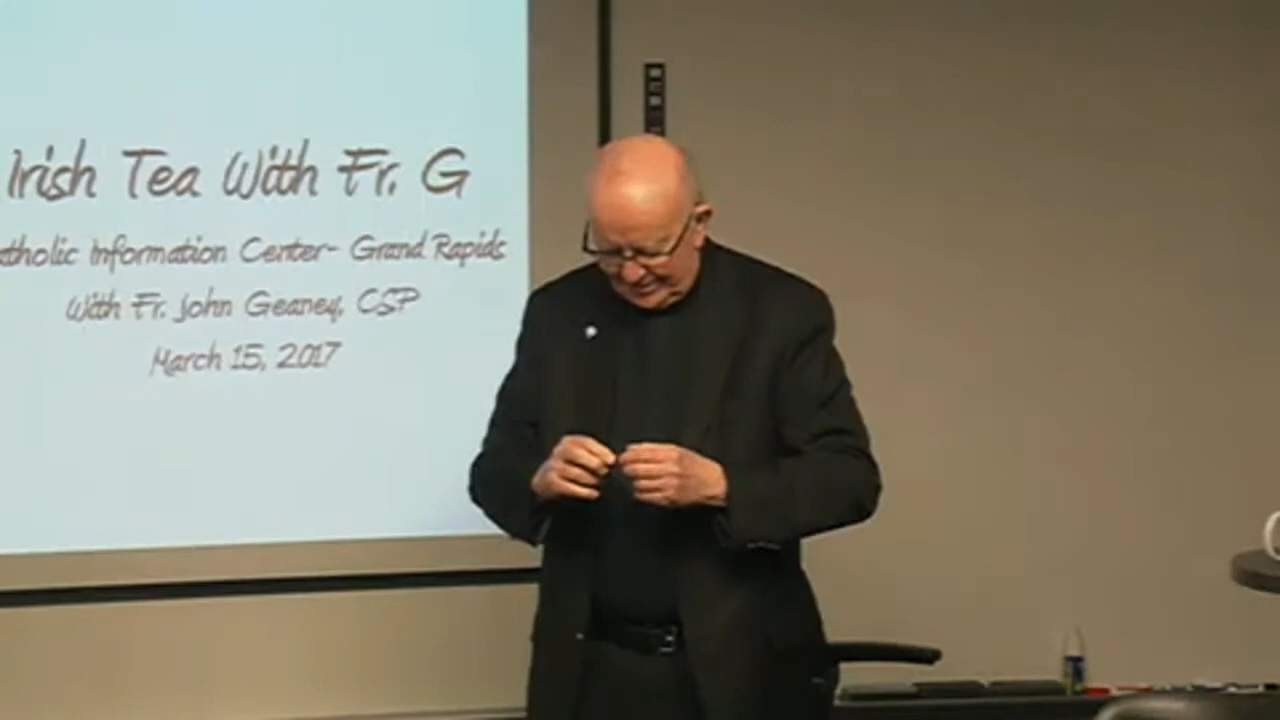 Irish Tea With Fr. G
atholic Information Center- Grand Rapids
With Fr. John Geaney, CSP
March 15, 2017